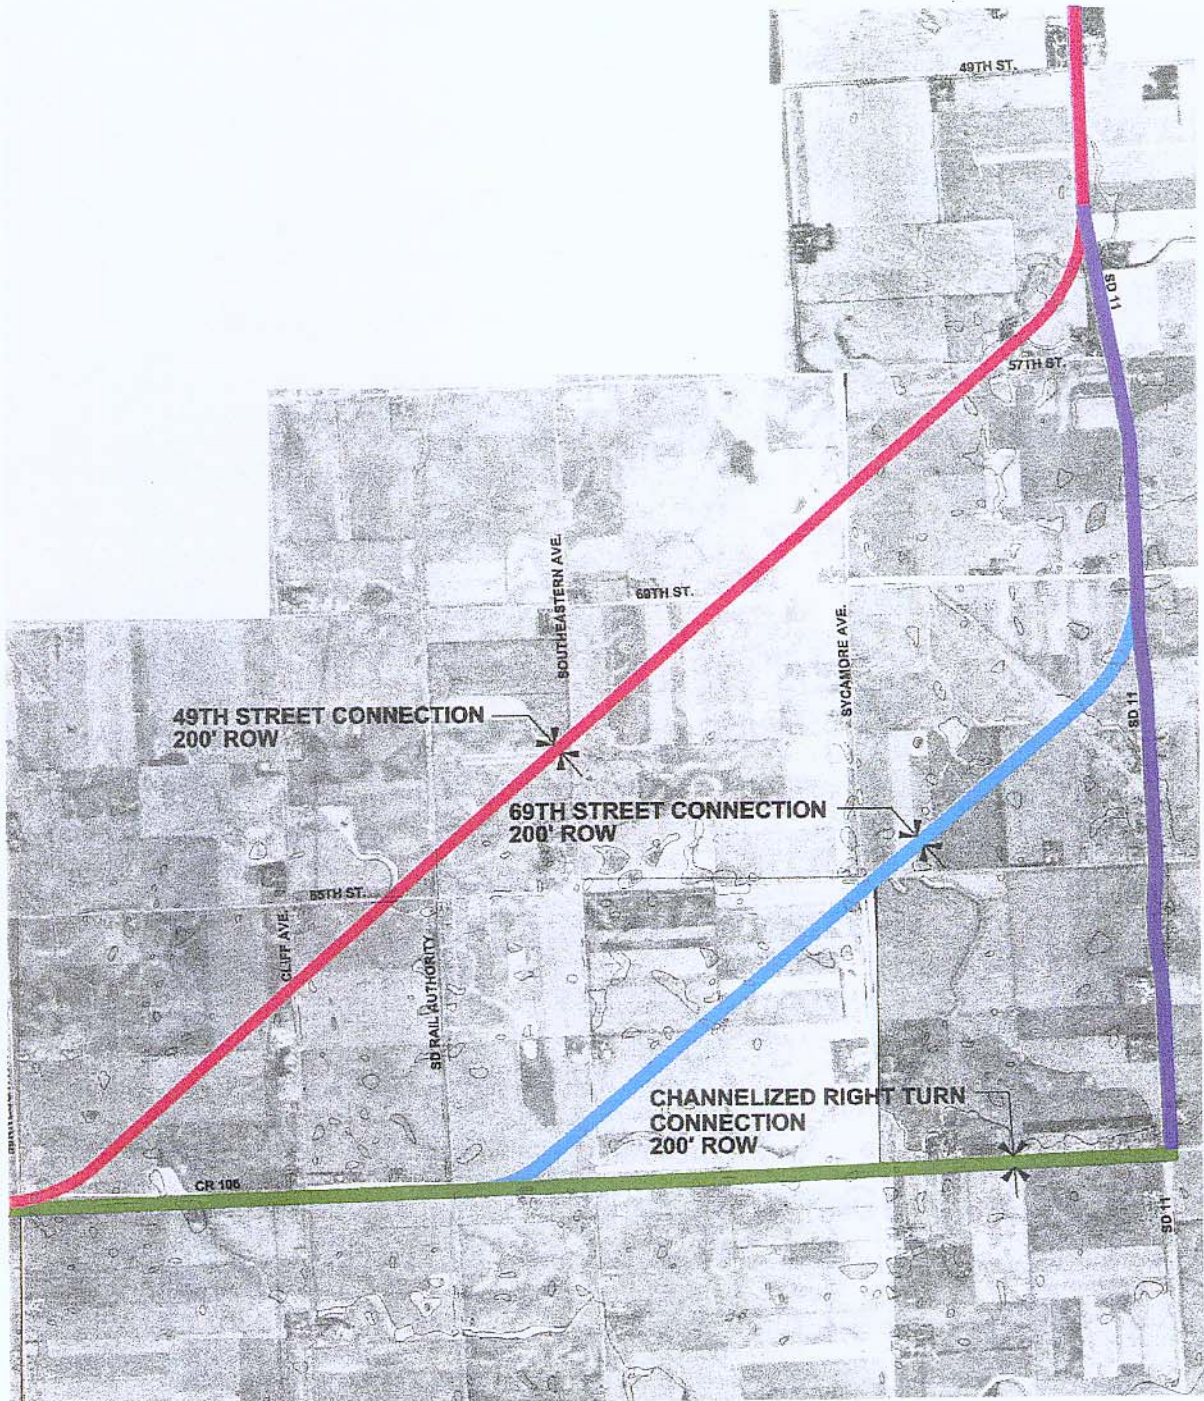 49TH ST.
SD 11
57TH ST.
SOUTHEASTERN AVE.
69TH ST.
SYCAMORE AVE.
49TH STREET CONNECTION
200' ROW
SD 11
69TH STREET CONNECTION
200' ROW
85TH ST.
CLIFF AVE.
SD RAIL AUTHORITY
CHANNELIZED RIGHT TURN
CONNECTION
200' ROW
CR 106
SD 11